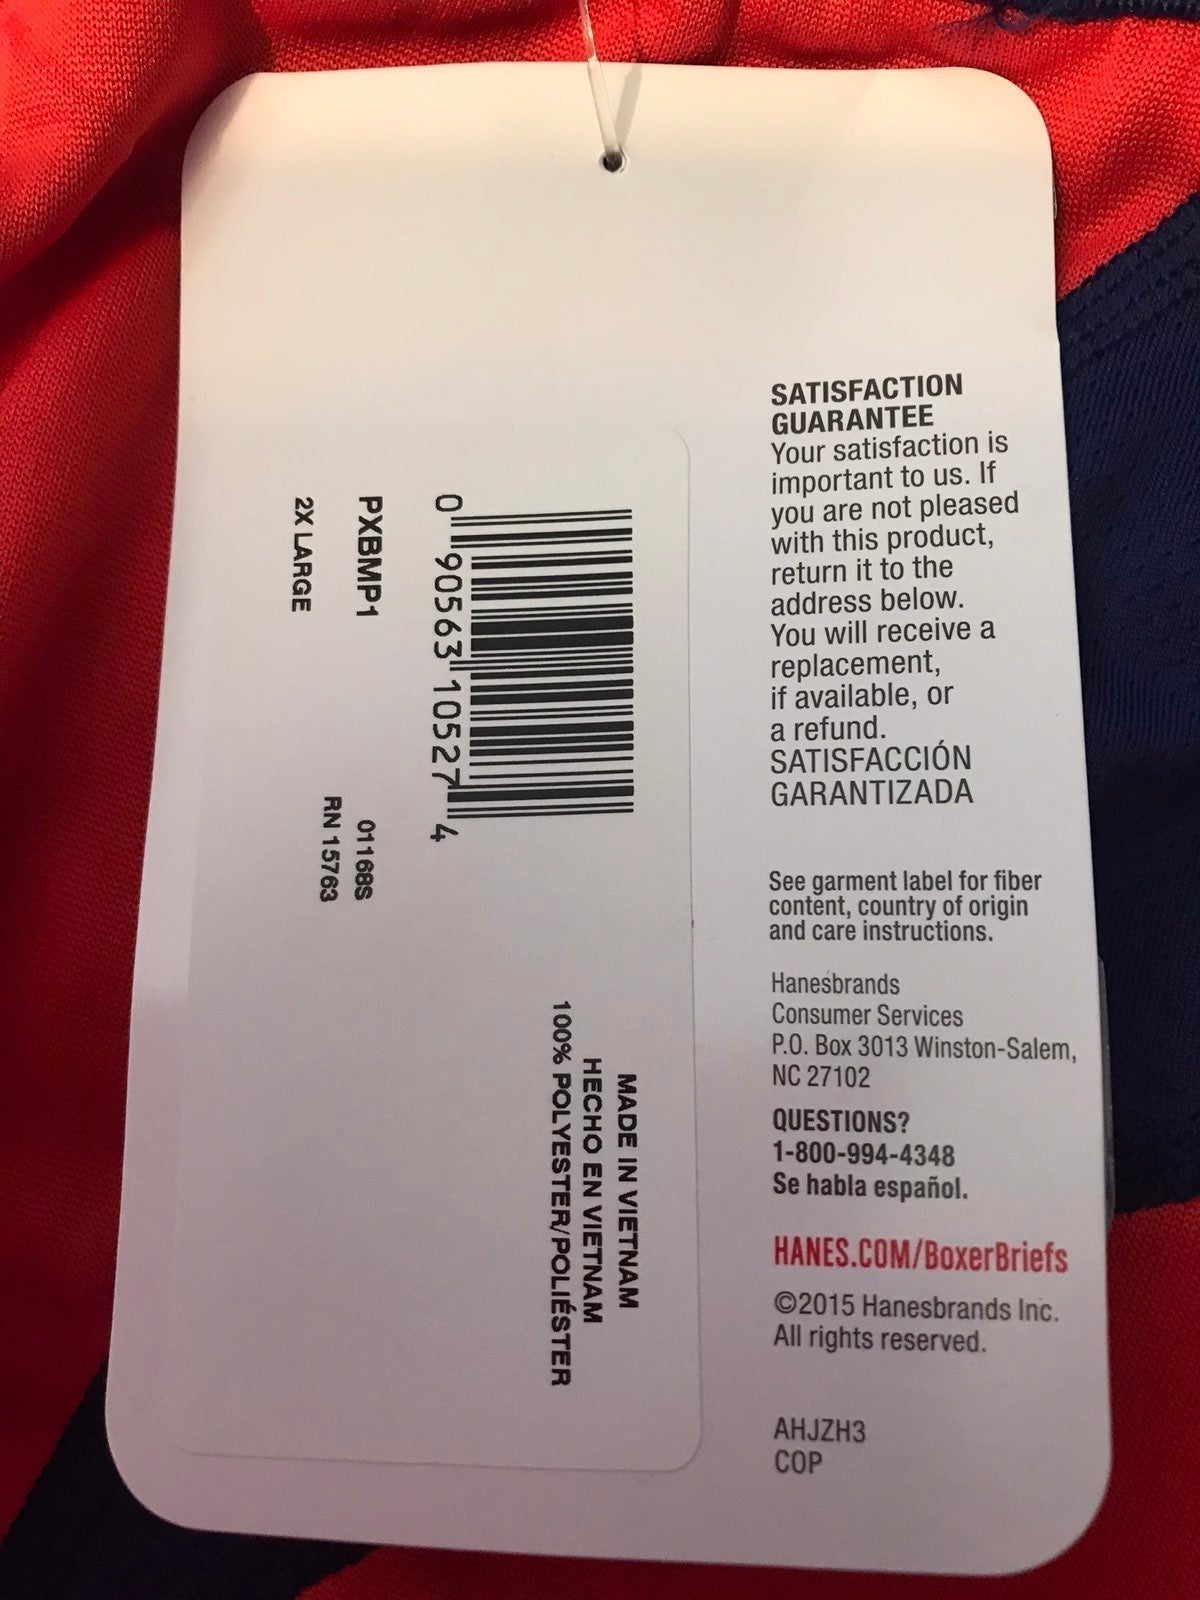 SATISFACTION
GUARANTEE
Your satisfaction is
important to us. If
you are not pleased
with this product,
return it to the
address below.
You will receive a
replacement,
if available, or
a refund.
SATISFACCIÓN
GARANTIZADA
See garment label for fiber
content, country of origin
and care instructions.
Hanesbrands
Consumer Services
P.O. Box 3013 Winston-Salem,
NC 27102
QUESTIONS?
1-800-994-4348
Se habla español.
HANES.COM/BoxerBriefs
©2015 Hanesbrands Inc.
All rights reserved.
AHJZH3
COP
MADE IN VIETNAM
HECHO EN VIETNAM
100% POLYESTER/POLIÉSTER
0 90563 10527 4
PXBMP1
01168S
RN 15763
2X LARGE